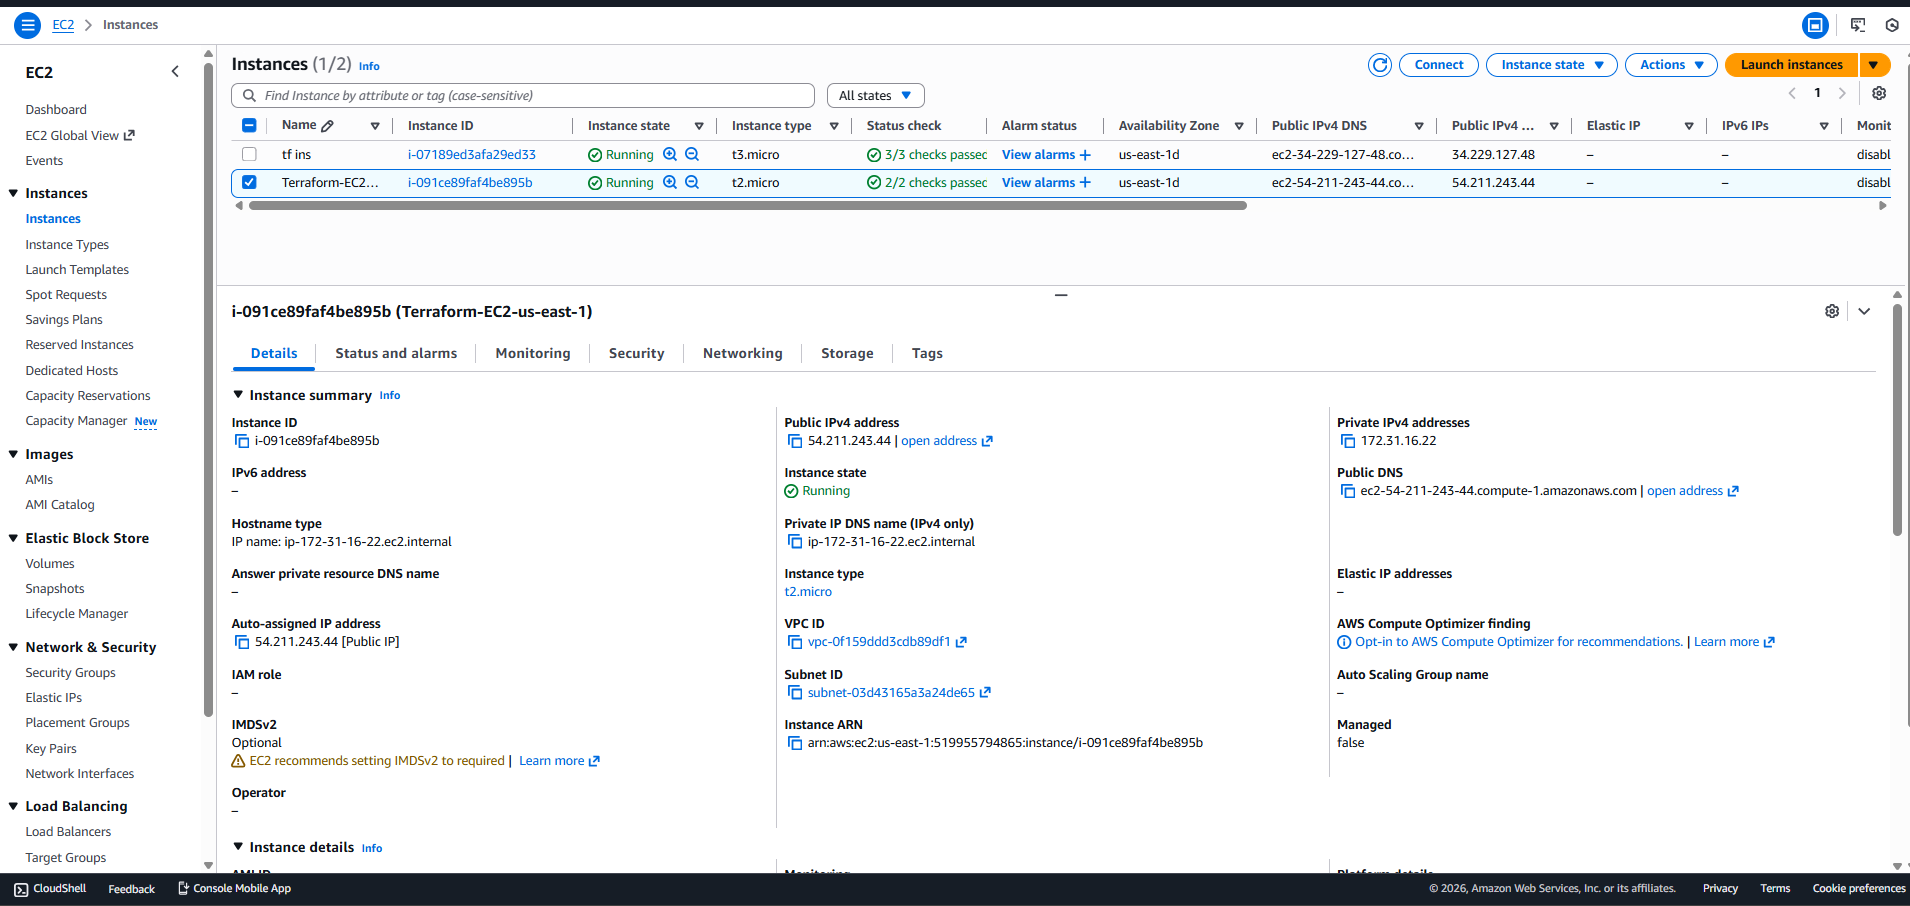 EC2 > Instances
EC2
Dashboard
EC2 Global View
Events
Instances
Instances
Instance Types
Launch Templates
Spot Requests
Savings Plans
Reserved Instances
Dedicated Hosts
Capacity Reservations
Capacity Manager New
Images
AMIs
AMI Catalog
Elastic Block Store
Volumes
Snapshots
Lifecycle Manager
Network & Security
Security Groups
Elastic IPs
Placement Groups
Key Pairs
Network Interfaces
Load Balancing
Load Balancers
Target Groups
Instances (1/2) Info
Connect Instance state Actions Launch instances
Find Instance by attribute or tag (case-sensitive) All states 1
Name Instance ID Instance state Instance type Status check Alarm status Availability Zone Public IPv4 DNS Public IPv4 ... Elastic IP IPv6 IPs Monit
tf ins i-07189ed3afa29ed33 Running t3.micro 3/3 checks passec View alarms + us-east-1d ec2-34-229-127-48.co... 34.229.127.48 – – disabl
Terraform-EC2... i-091ce89faf4be895b Running t2.micro 2/2 checks passec View alarms + us-east-1d ec2-54-211-243-44.co... 54.211.243.44 – – disabl
i-091ce89faf4be895b (Terraform-EC2-us-east-1)
Details Status and alarms Monitoring Security Networking Storage Tags
Instance summary Info
Instance ID
i-091ce89faf4be895b
Public IPv4 address
54.211.243.44 | open address
Private IPv4 addresses
172.31.16.22
IPv6 address
–
Instance state
Running
Public DNS
ec2-54-211-243-44.compute-1.amazonaws.com | open address
Hostname type
IP name: ip-172-31-16-22.ec2.internal
Private IP DNS name (IPv4 only)
ip-172-31-16-22.ec2.internal
Answer private resource DNS name
–
Instance type
t2.micro
Elastic IP addresses
–
Auto-assigned IP address
54.211.243.44 [Public IP]
VPC ID
vpc-0f159ddd3cdb89df1
AWS Compute Optimizer finding
Opt-in to AWS Compute Optimizer for recommendations. | Learn more
IAM role
–
Subnet ID
subnet-03d43165a3a24de65
Auto Scaling Group name
–
IMDSv2
Optional
EC2 recommends setting IMDSv2 to required | Learn more
Instance ARN
arn:aws:ec2:us-east-1:519955794865:instance/i-091ce89faf4be895b
Managed
false
Operator
–
Instance details Info
AMI ID Monitoring Platform details
CloudShell Feedback Console Mobile App © 2026, Amazon Web Services, Inc. or its affiliates. Privacy Terms Cookie preferences